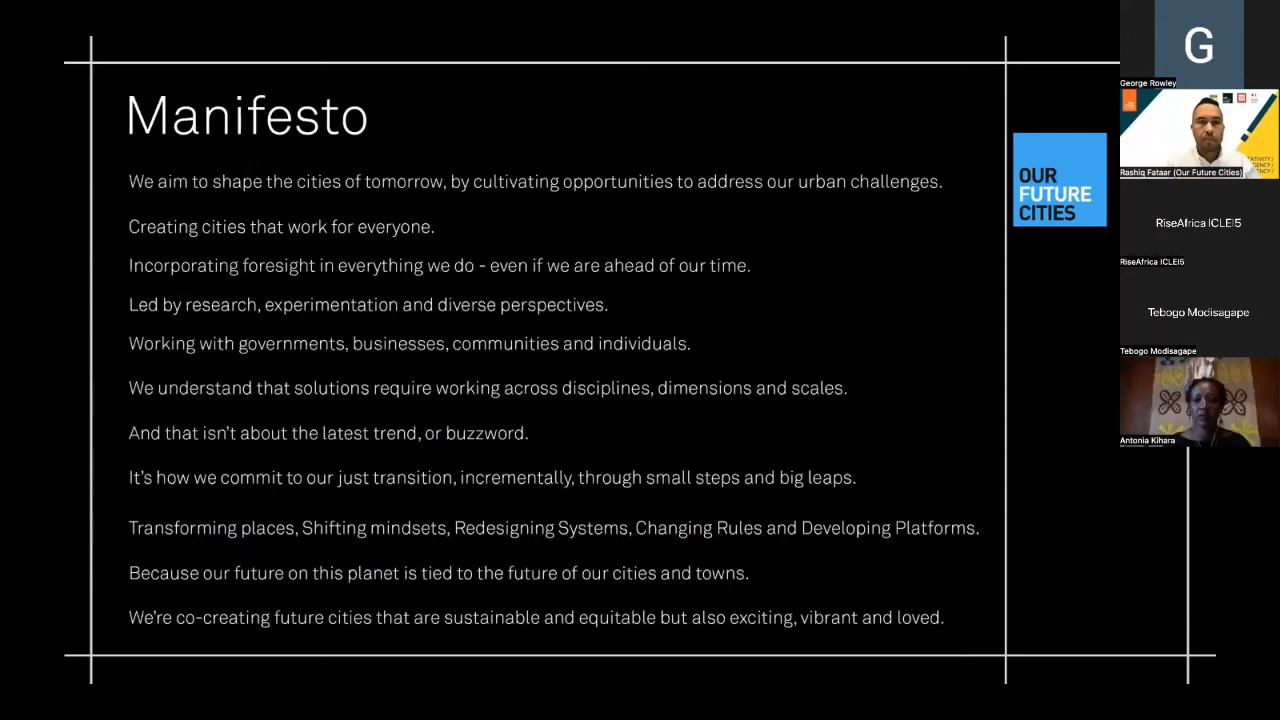 Manifesto
We aim to shape the cities of tomorrow, by cultivating opportunities to address our urban challenges.
Creating cities that work for everyone.
Incorporating foresight in everything we do - even if we are ahead of our time.
Led by research, experimentation and diverse perspectives.
Working with governments, businesses, communities and individuals.
We understand that solutions require working across disciplines, dimensions and scales.
And that isn't about the latest trend, or buzzword.
It's how we commit to our just transition, incrementally, through small steps and big leaps.
Transforming places, Shifting mindsets, Redesigning Systems, Changing Rules and Developing Platforms.
Because our future on this planet is tied to the future of our cities and towns.
We're co-creating future cities that are sustainable and equitable but also exciting, vibrant and loved.
OUR
FUTURE
CITIES
G
George Rowley
Rashiq Fataar (Our Future Cities)
RiseAfrica ICLEI5
RiseAfrica ICLEI5
Tebogo Modisagape
Tebogo Modisagape
Antonia Kihara